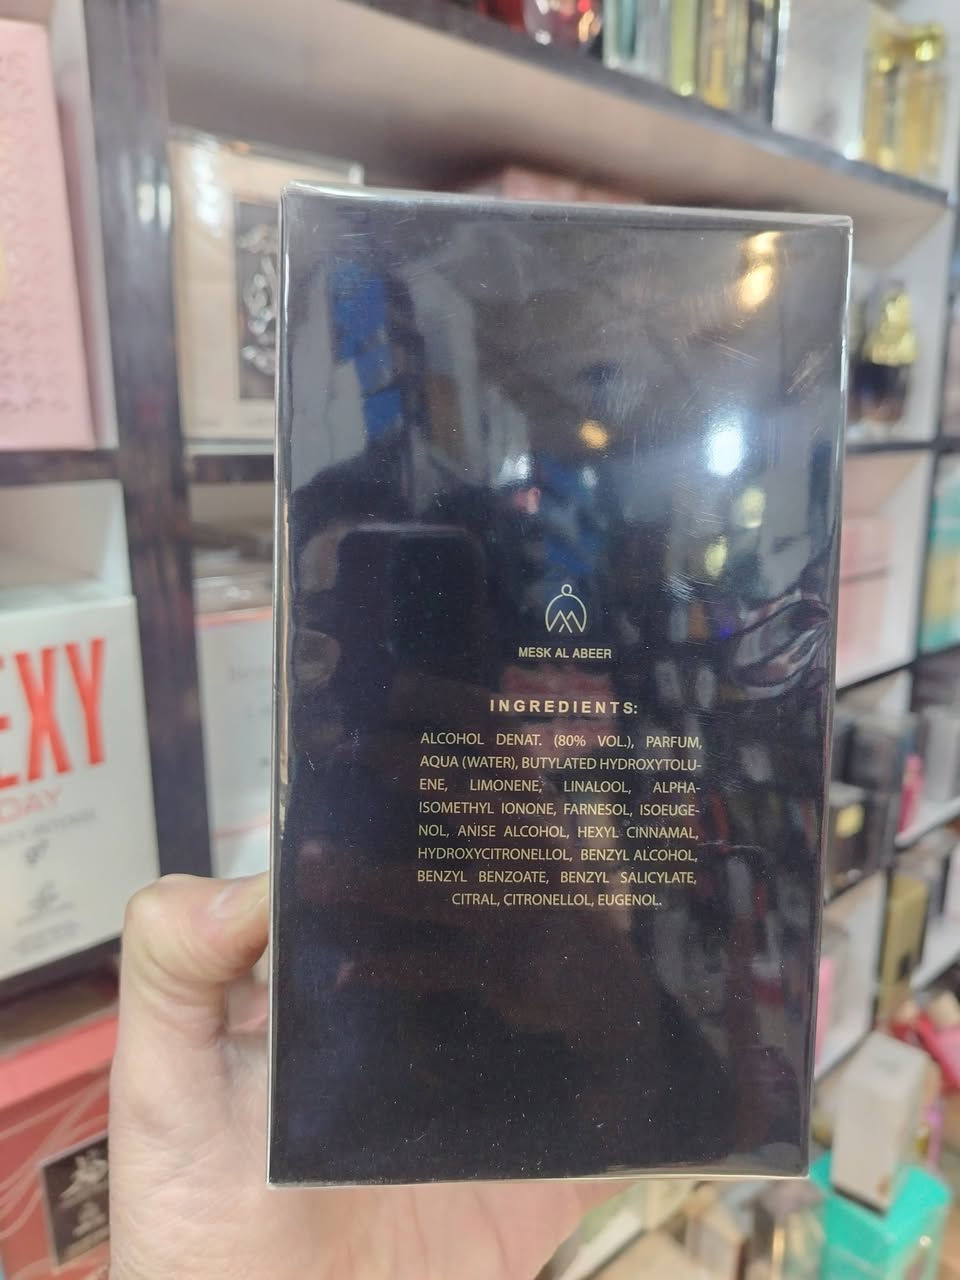 MESK AL ABEER
INGREDIENTS:
ALCOHOL DENAT. (80% VOL.), PARFUM,
AQUA (WATER), BUTYLATED HYDROXYTOLU-
ENE, LIMONENE, LINALOOL, ALPHA-
ISOMETHYL IONONE, FARNESOL, ISOEUGE-
NOL, ANISE ALCOHOL, HEXYL CINNAMAL,
HYDROXYCITRONELLOL, BENZYL ALCOHOL,
BENZYL BENZOATE, BENZYL SALICYLATE,
CITRAL, CITRONELLOL, EUGENOL.
EXY
DAY